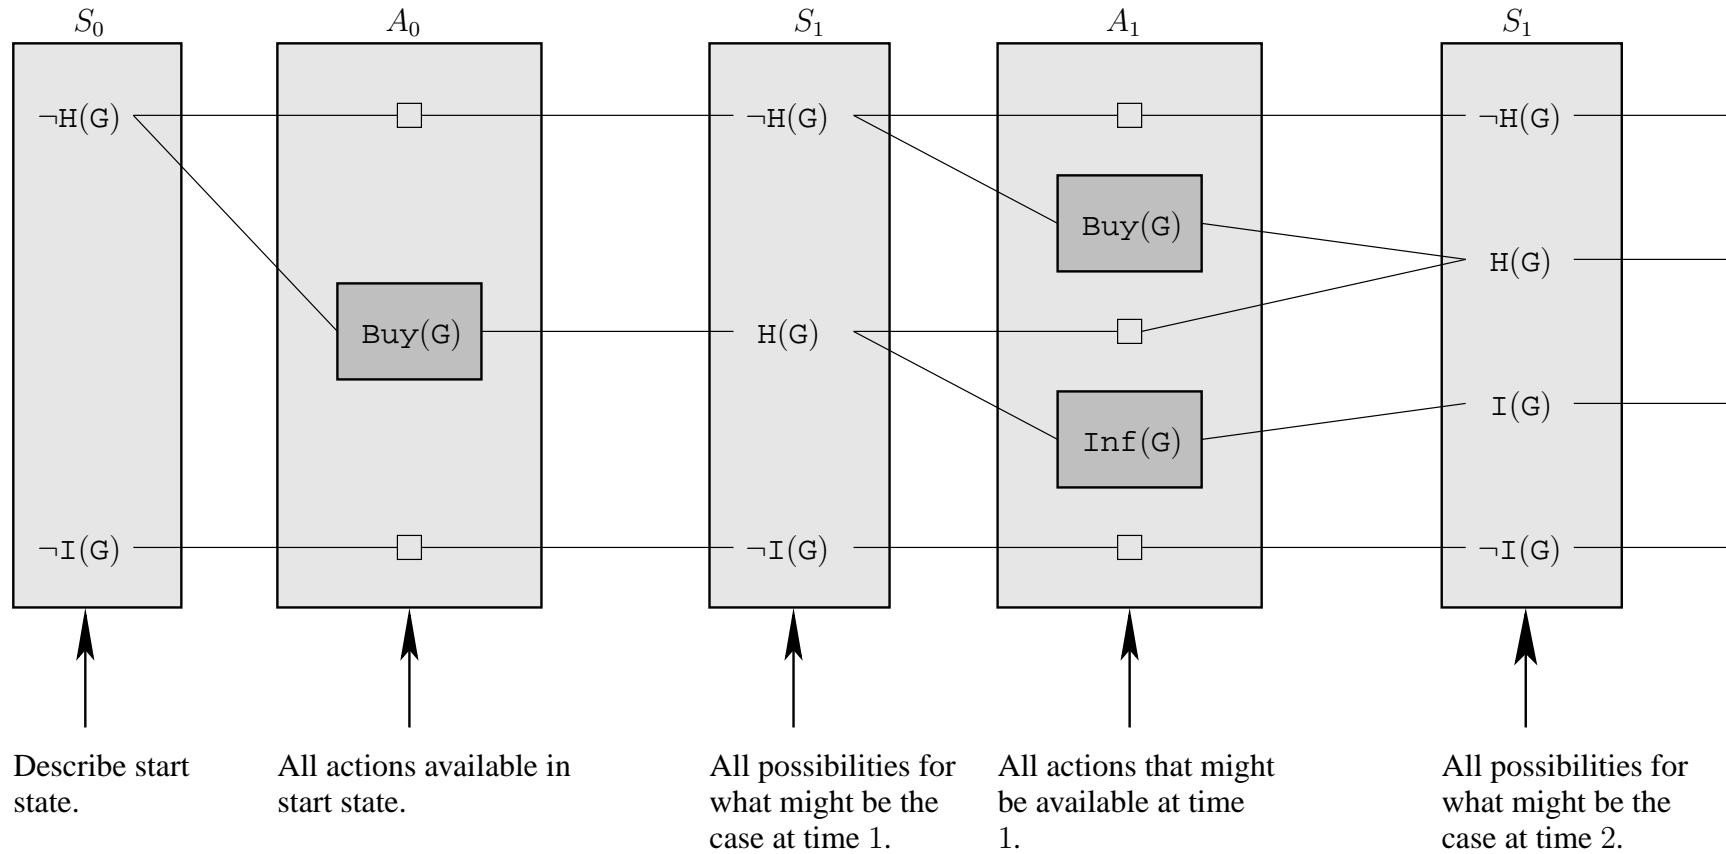 S₀ A₀ S₁ A₁ S₁
¬H(G) ¬H(G) ¬H(G)
Buy(G)
H(G)
Buy(G) H(G)
I(G)
Inf(G)
¬I(G) ¬I(G) ¬I(G)
Describe start
state.
All actions available in
start state.
All possibilities for
what might be the
case at time 1.
All actions that might
be available at time
1.
All possibilities for
what might be the
case at time 2.